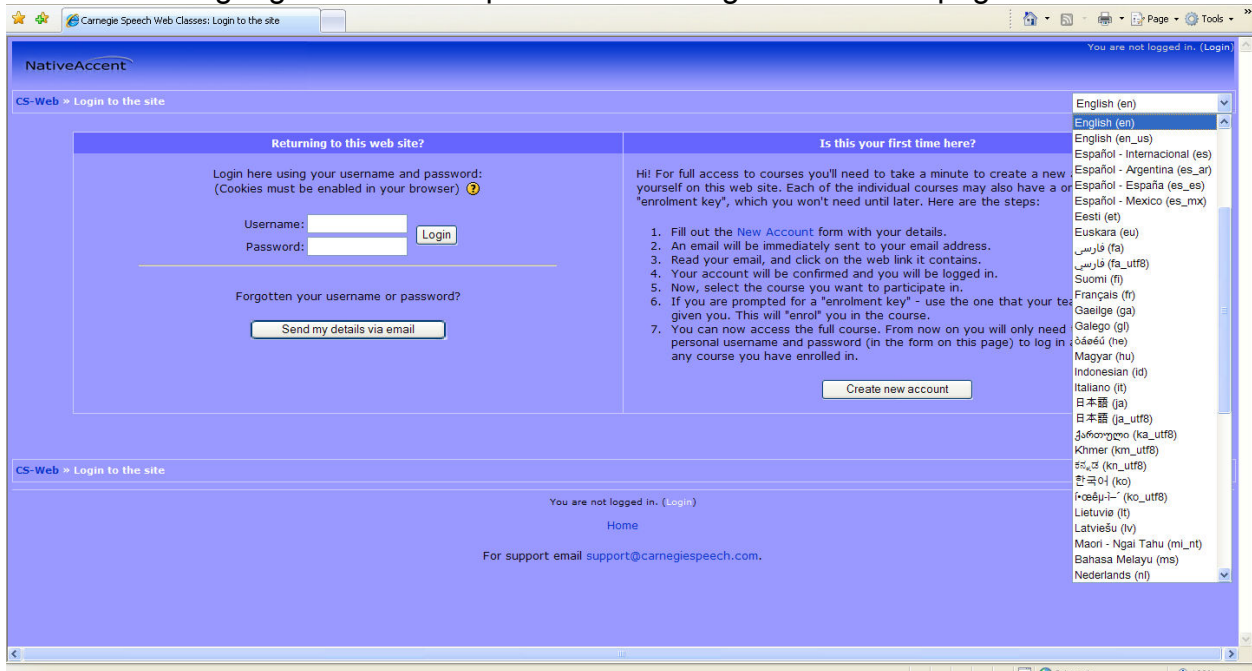 Carnegie Speech Web Classes: Login to the site
Page
Tools
»
You are not logged in. (Login)
NativeAccent
CS-Web » Login to the site
English (en)
Returning to this web site?
Login here using your username and password:
(Cookies must be enabled in your browser) ?
Username:
Login
Password:
Forgotten your username or password?
Send my details via email
Is this your first time here?
Hi! For full access to courses you'll need to take a minute to create a new
yourself on this web site. Each of the individual courses may also have a
"enrolment key", which you won't need until later. Here are the steps:
1. Fill out the New Account form with your details.
2. An email will be immediately sent to your email address.
3. Read your email, and click on the web link it contains.
4. Your account will be confirmed and you will be logged in.
5. Now, select the course you want to participate in.
6. If you are prompted for a "enrolment key" - use the one that your
given you. This will "enrol" you in the course.
7. You can now access the full course. From now on you will only need
personal username and password (in the form on this page) to log in
any course you have enrolled in.
Create new account
English (en)
English (en_us)
Español - Internacional (es)
Español - Argentina (es_ar)
Español - España (es_es)
Español - Mexico (es_mx)
Eesti (et)
Euskara (eu)
فارسی (fa)
فارسی (fa_utf8)
Suomi (fi)
Français (fr)
Gaeilge (ga)
Galego (gl)
(he)
Magyar (hu)
Indonesian (id)
Italiano (it)
日本語 (ja)
日本語 (ja_utf8)
ქართული (ka_utf8)
Khmer (km_utf8)
ಕನ್ನಡ (kn_utf8)
한국어 (ko)
(ko_utf8)
Lietuviø (lt)
Latviešu (lv)
Maori - Ngai Tahu (mi_nt)
Bahasa Melayu (ms)
Nederlands (nl)
CS-Web » Login to the site
You are not logged in. (Login)
Home
For support email support@carnegiespeech.com.